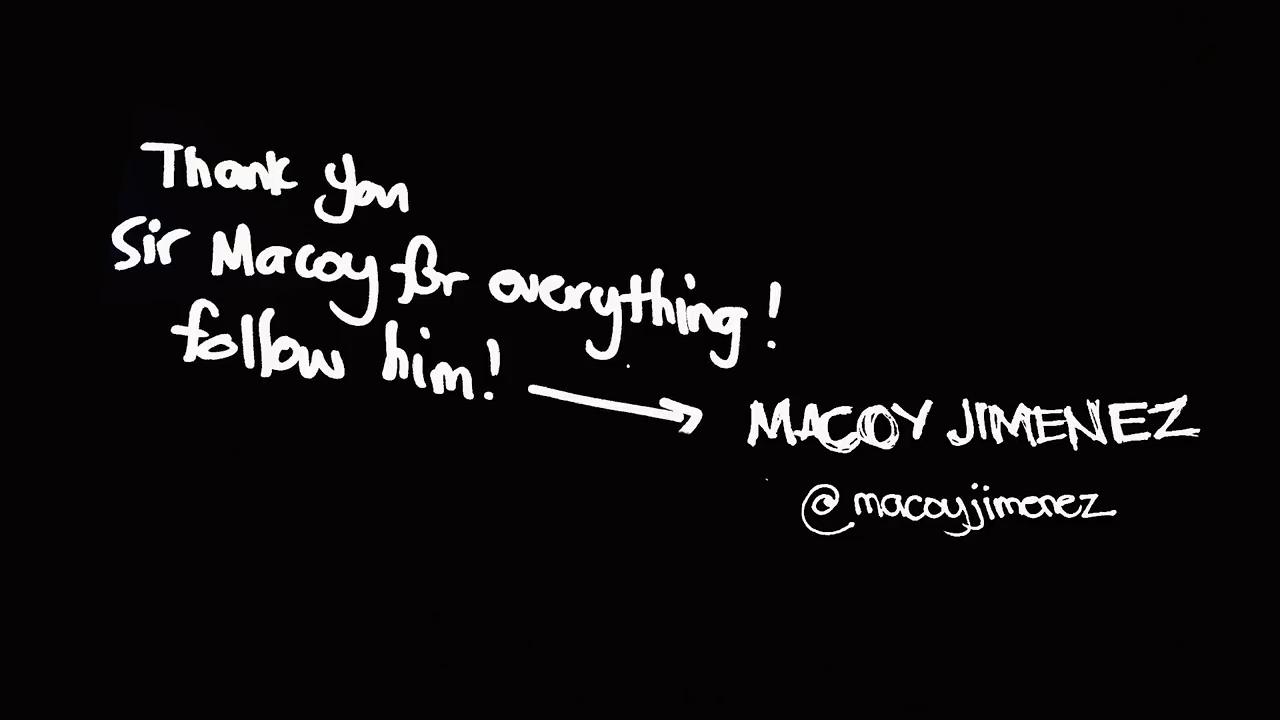 Thank you
Sir Macoy for everything!
follow him!
MACOY JIMENEZ
@macoyjimenez